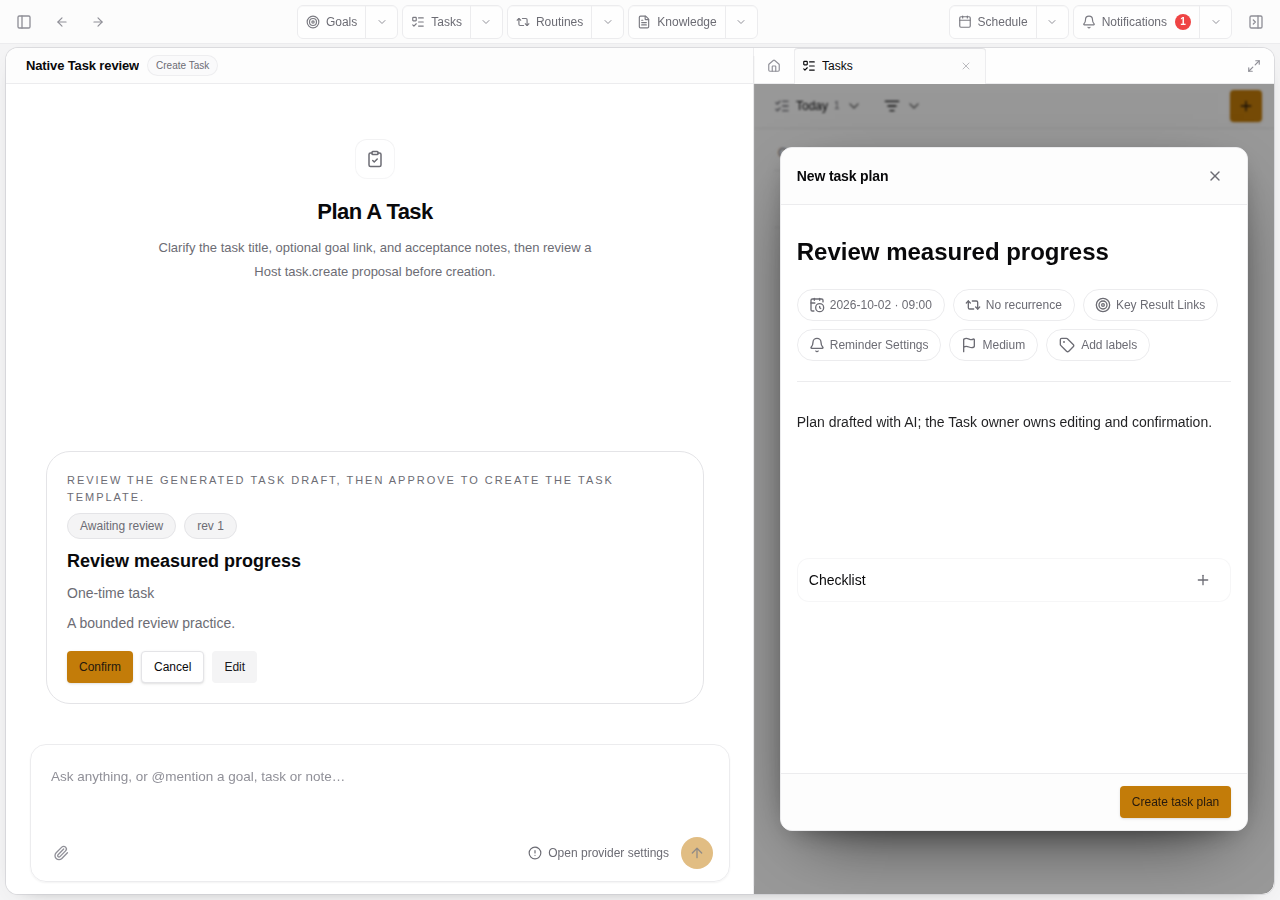 Goals
Tasks
Routines
Knowledge
Schedule
Notifications
1
Native Task review
Create Task
Plan A Task
Clarify the task title, optional goal link, and acceptance notes, then review a
Host task.create proposal before creation.
REVIEW THE GENERATED TASK DRAFT, THEN APPROVE TO CREATE THE TASK
TEMPLATE.
Awaiting review
rev 1
Review measured progress
One-time task
A bounded review practice.
Confirm
Cancel
Edit
Ask anything, or @mention a goal, task or note…
Open provider settings
Tasks
Today 1
New task plan
Review measured progress
2026-10-02 · 09:00
No recurrence
Key Result Links
Reminder Settings
Medium
Add labels
Plan drafted with AI; the Task owner owns editing and confirmation.
Checklist
Create task plan